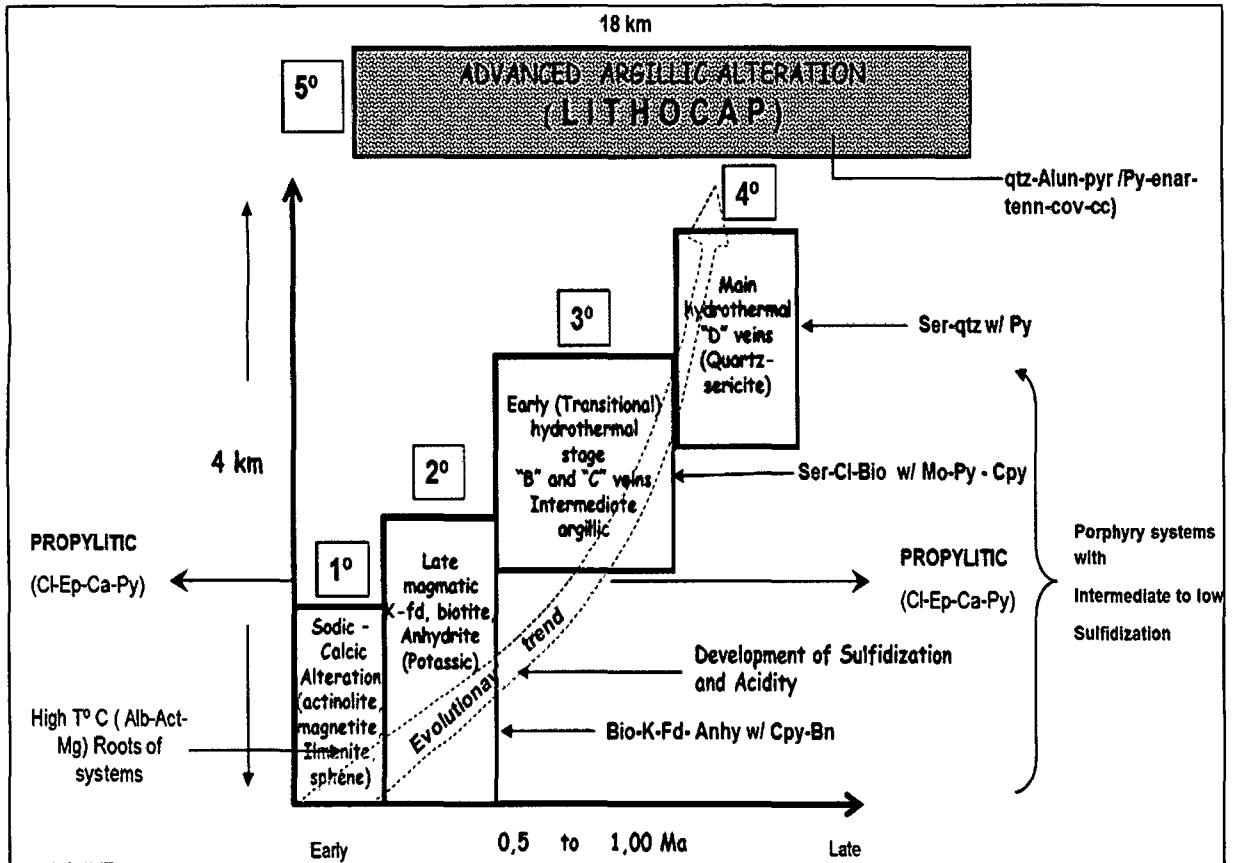 18 km
5º
ADVANCED ARGILLIC ALTERATION
(LITHOCAP)
qtz-Alun-pyr /Py-enar-
tenn-cov-cc)
4º
Main
hydrothermal
"D" veins
(Quartz-
sericite)
Ser-qtz w/ Py
3º
Early (Transitional)
hydrothermal
stage
"B" and "C" veins
Intermediate
argillic
Ser-Cl-Bio w/ Mo-Py - Cpy
4 km
2º
Late
magmatic
K-fd, biotite,
Anhydrite
(Potassic)
PROPYLITIC
(Cl-Ep-Ca-Py)
1º
Sodic -
Calcic
Alteration
(actinolite,
magnetite,
Ilmenite
sphene)
High Tº C ( Alb-Act-
Mg) Roots of
systems
Evolutionay trend
PROPYLITIC
(Cl-Ep-Ca-Py)
Porphyry systems
with
Intermediate to low
Sulfidization
Development of Sulfidization
and Acidity
Bio-K-Fd- Anhy w/ Cpy-Bn
Early
0,5 to 1,00 Ma
Late